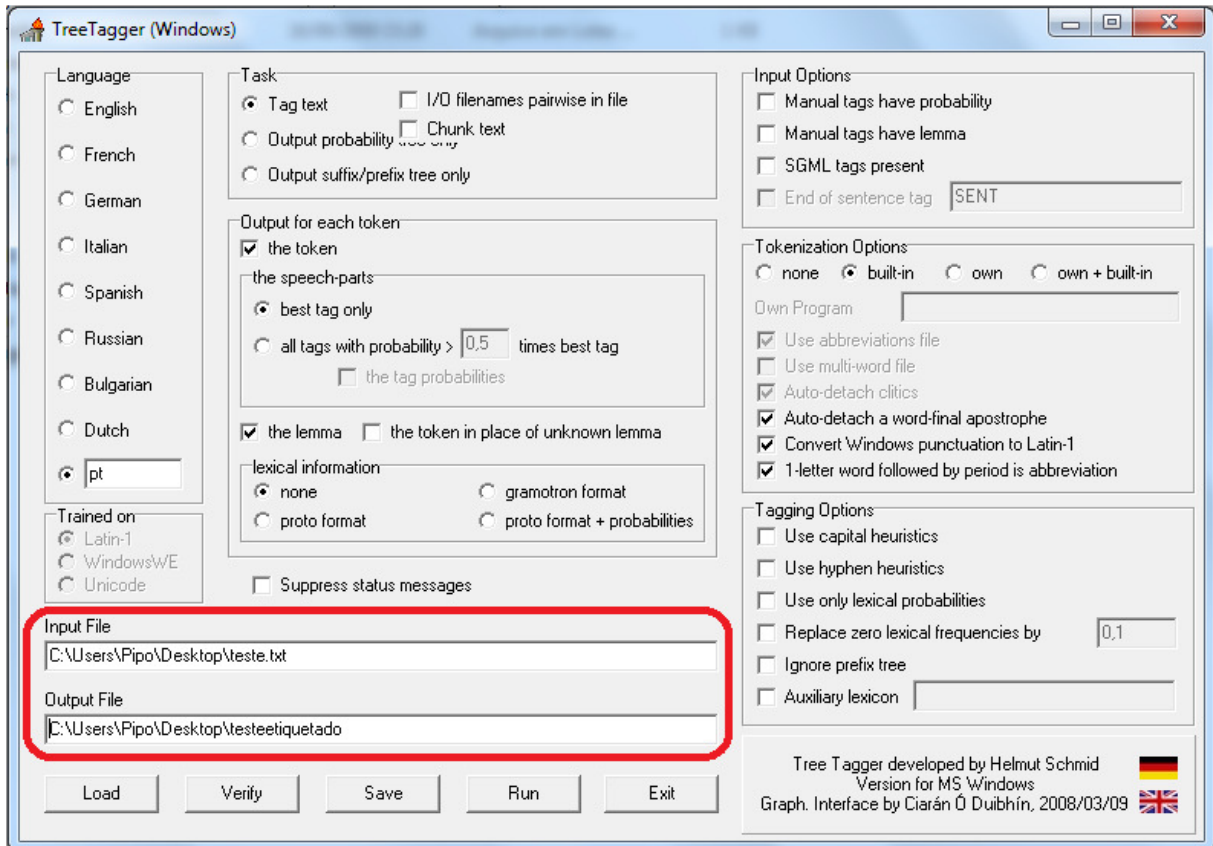 TreeTagger (Windows)
Language
English
French
German
Italian
Spanish
Russian
Bulgarian
Dutch
pt
Trained on
Latin-1
WindowsWE
Unicode
Task
Tag text
I/O filenames pairwise in file
Chunk text
Output probability tree only
Output suffix/prefix tree only
Output for each token
the token
the speech-parts
best tag only
all tags with probability > 0,5 times best tag
the tag probabilities
the lemma the token in place of unknown lemma
lexical information
none gramotron format
proto format proto format + probabilities
Suppress status messages
Input File
C:\Users\Pipo\Desktop\teste.txt
Output File
C:\Users\Pipo\Desktop\testeetiquetado
Load Verify Save Run Exit
Input Options
Manual tags have probability
Manual tags have lemma
SGML tags present
End of sentence tag SENT
Tokenization Options
none built-in own own + built-in
Own Program
Use abbreviations file
Use multi-word file
Auto-detach clitics
Auto-detach a word-final apostrophe
Convert Windows punctuation to Latin-1
1-letter word followed by period is abbreviation
Tagging Options
Use capital heuristics
Use hyphen heuristics
Use only lexical probabilities
Replace zero lexical frequencies by 0,1
Ignore prefix tree
Auxiliary lexicon
Tree Tagger developed by Helmut Schmid
Version for MS Windows
Graph. Interface by Ciarán Ó Duibhín, 2008/03/09